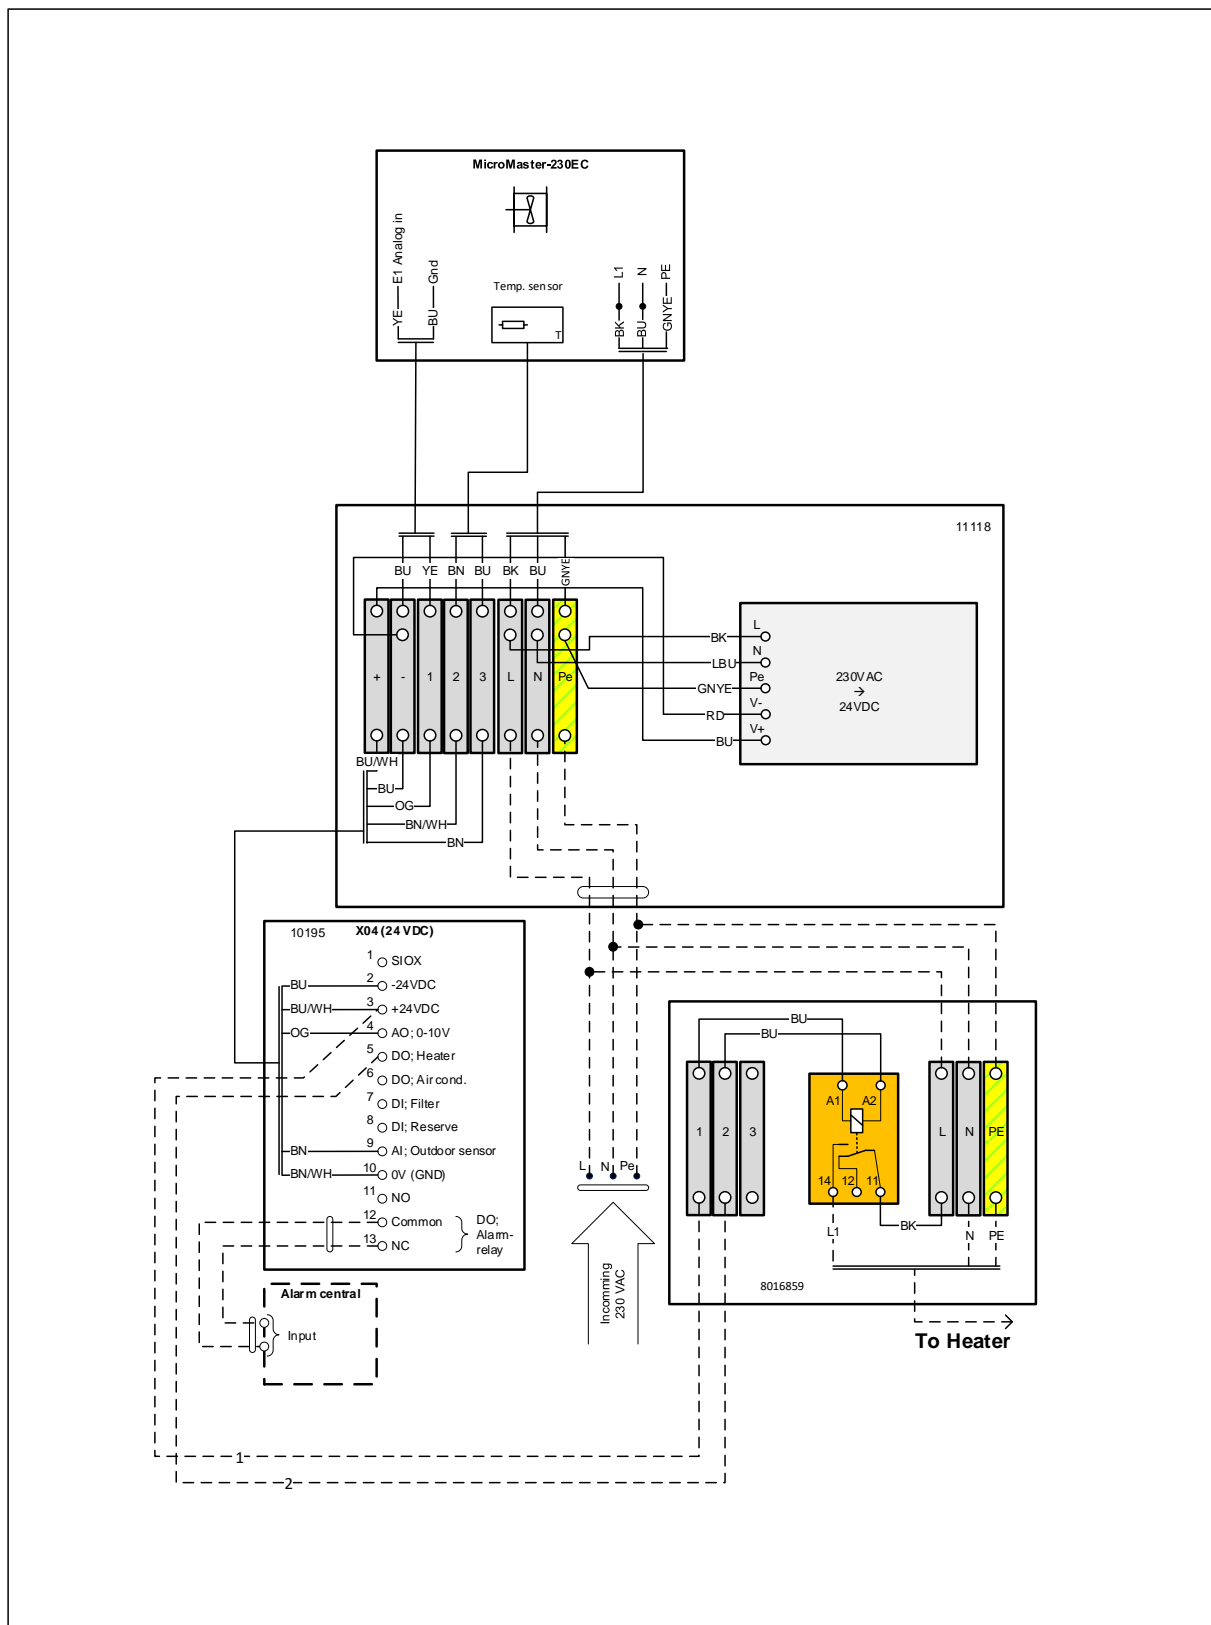 MicroMaster-230EC
E1 Analog in
Gnd
YE
BU
Temp. sensor
T
L1
N
PE
BK
BU
GNYE
11118
BU YE BN BU BK BU GNYE
+ - 1 2 3 L N Pe
BK
LBU
GNYE
RD
BU
L
N
Pe
V-
V+
230VAC
→
24VDC
BU/WH
BU
OG
BN/WH
BN
10195 X04 (24 VDC)
1 SIOX
BU 2 -24VDC
BU/WH 3 +24VDC
OG 4 AO; 0-10V
5 DO; Heater
6 DO; Air cond.
7 DI; Filter
8 DI; Reserve
BN 9 AI; Outdoor sensor
BN/WH 10 0V (GND)
11 NO
12 Common
13 NC
DO;
Alarm-
relay
Alarm central
Input
L N Pe
Incomming
230 VAC
BU
BU
A1 A2
1 2 3
L N PE
14 12 11
L1
BK
N PE
8016859
To Heater
1
2